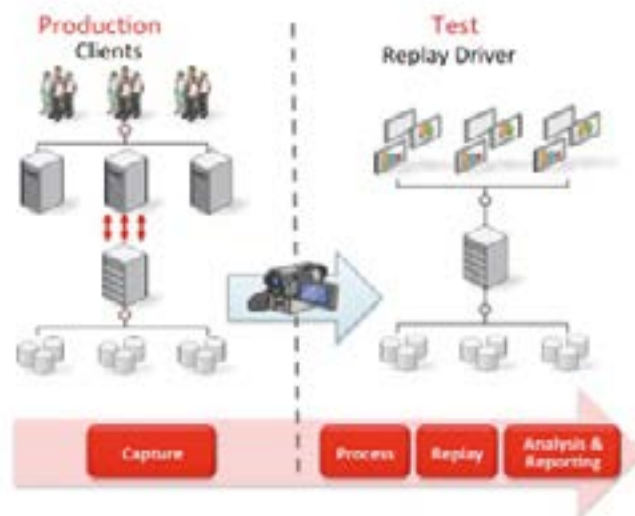 Production
Clients
Test
Replay Driver
Capture
Process
Replay
Analysis &
Reporting